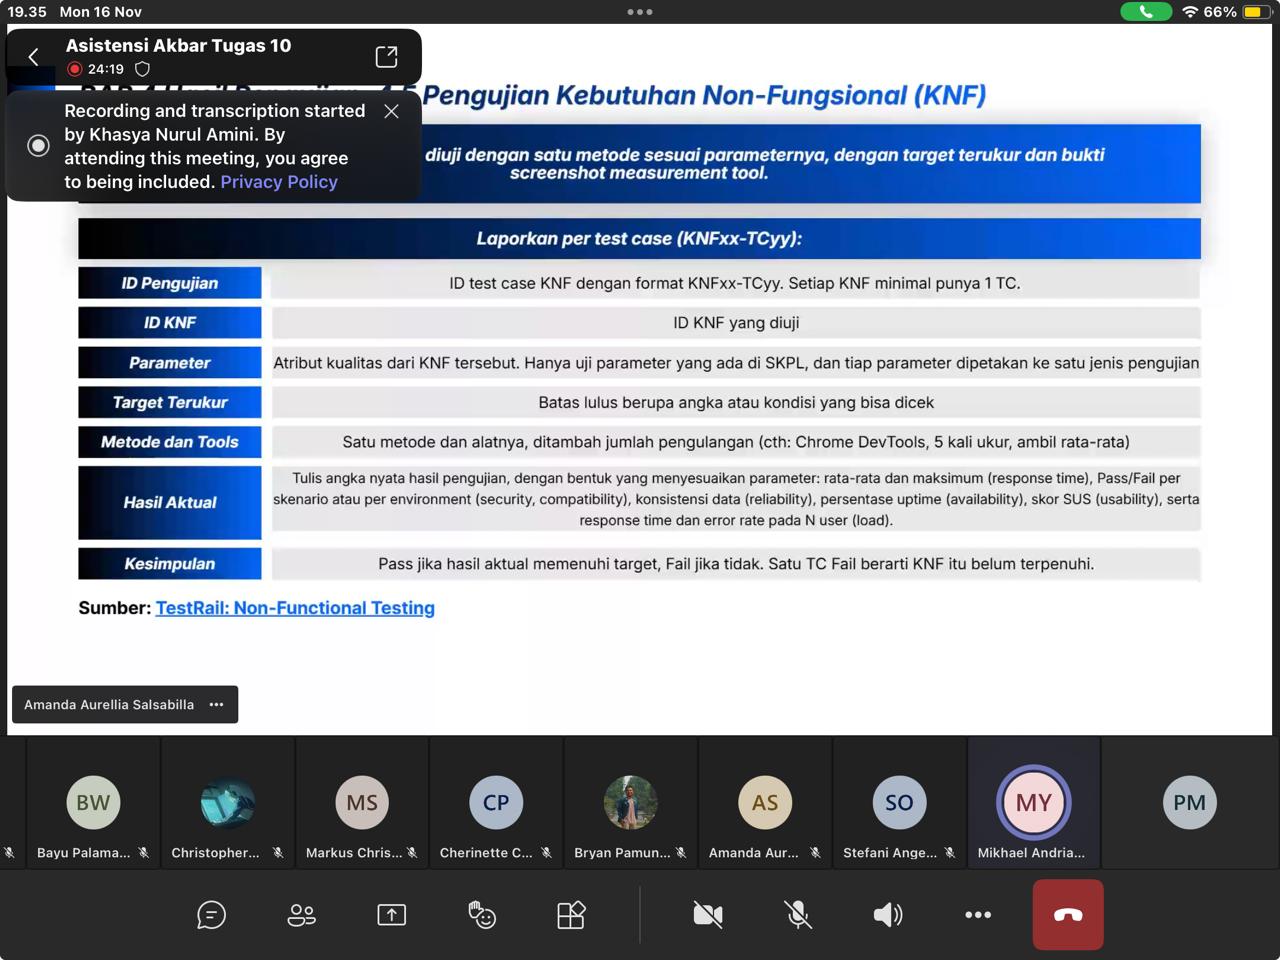 19.35 Mon 16 Nov
66%
Asistensi Akbar Tugas 10
24:19
Recording and transcription started
by Khasya Nurul Amini. By
attending this meeting, you agree
to being included. Privacy Policy
Pengujian Kebutuhan Non-Fungsional (KNF)
diuji dengan satu metode sesuai parameternya, dengan target terukur dan bukti
screenshot measurement tool.
Laporkan per test case (KNFxx-TCyy):
ID Pengujian
ID test case KNF dengan format KNFxx-TCyy. Setiap KNF minimal punya 1 TC.
ID KNF
ID KNF yang diuji
Parameter
Atribut kualitas dari KNF tersebut. Hanya uji parameter yang ada di SKPL, dan tiap parameter dipetakan ke satu jenis pengujian
Target Terukur
Batas lulus berupa angka atau kondisi yang bisa dicek
Metode dan Tools
Satu metode dan alatnya, ditambah jumlah pengulangan (cth: Chrome DevTools, 5 kali ukur, ambil rata-rata)
Hasil Aktual
Tulis angka nyata hasil pengujian, dengan bentuk yang menyesuaikan parameter: rata-rata dan maksimum (response time), Pass/Fail per
skenario atau per environment (security, compatibility), konsistensi data (reliability), persentase uptime (availability), skor SUS (usability), serta
response time dan error rate pada N user (load).
Kesimpulan
Pass jika hasil aktual memenuhi target, Fail jika tidak. Satu TC Fail berarti KNF itu belum terpenuhi.
Sumber: TestRail: Non-Functional Testing
Amanda Aurellia Salsabilla
BW
MS
CP
AS
SO
MY
PM
Bayu Palama...
Christopher...
Markus Chris...
Cherinette C...
Bryan Pamun...
Amanda Aur...
Stefani Ange...
Mikhael Andria...